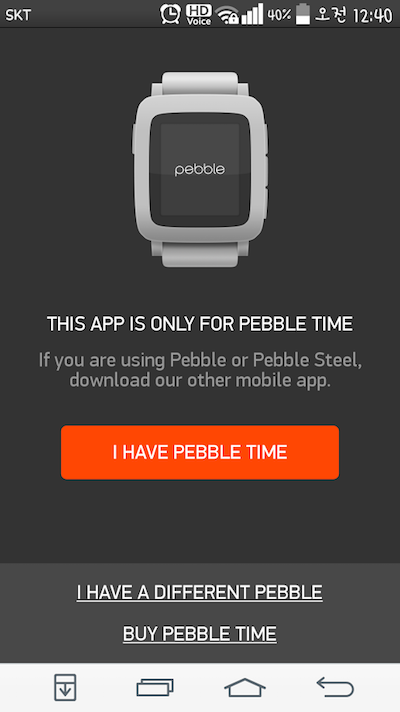 SKT HD Voice 40% 오전 12:40
pebble
THIS APP IS ONLY FOR PEBBLE TIME
If you are using Pebble or Pebble Steel,
download our other mobile app.
I HAVE PEBBLE TIME
I HAVE A DIFFERENT PEBBLE
BUY PEBBLE TIME